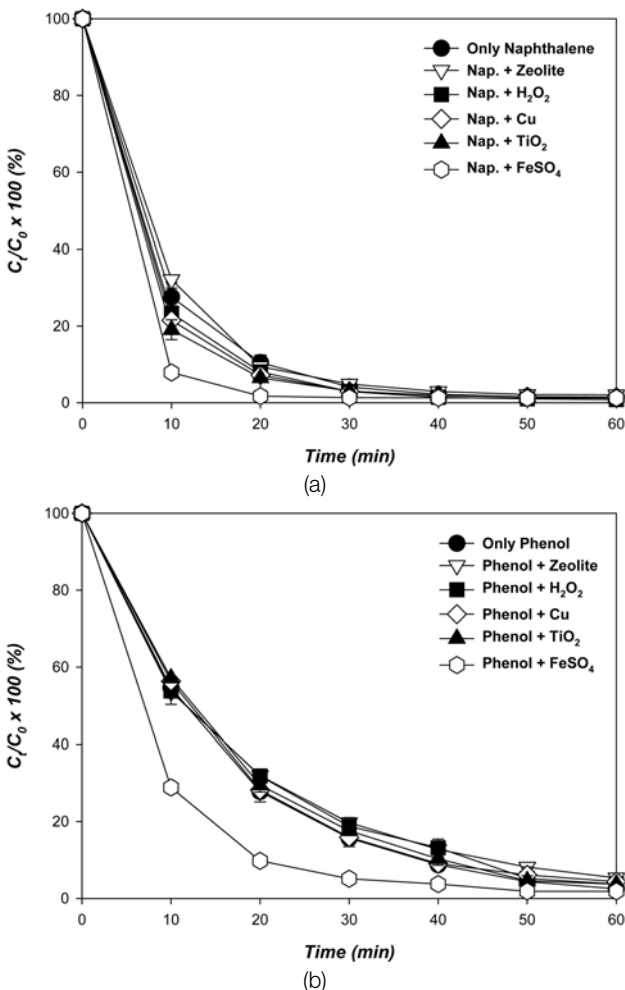 100
80
60
40
20
0
Cₜ/C₀ x 100 (%)
Only Naphthalene
Nap. + Zeolite
Nap. + H₂O₂
Nap. + Cu
Nap. + TiO₂
Nap. + FeSO₄
0 10 20 30 40 50 60
Time (min)
(a)
100
80
60
40
20
0
Cₜ/C₀ x 100 (%)
Only Phenol
Phenol + Zeolite
Phenol + H₂O₂
Phenol + Cu
Phenol + TiO₂
Phenol + FeSO₄
0 10 20 30 40 50 60
Time (min)
(b)